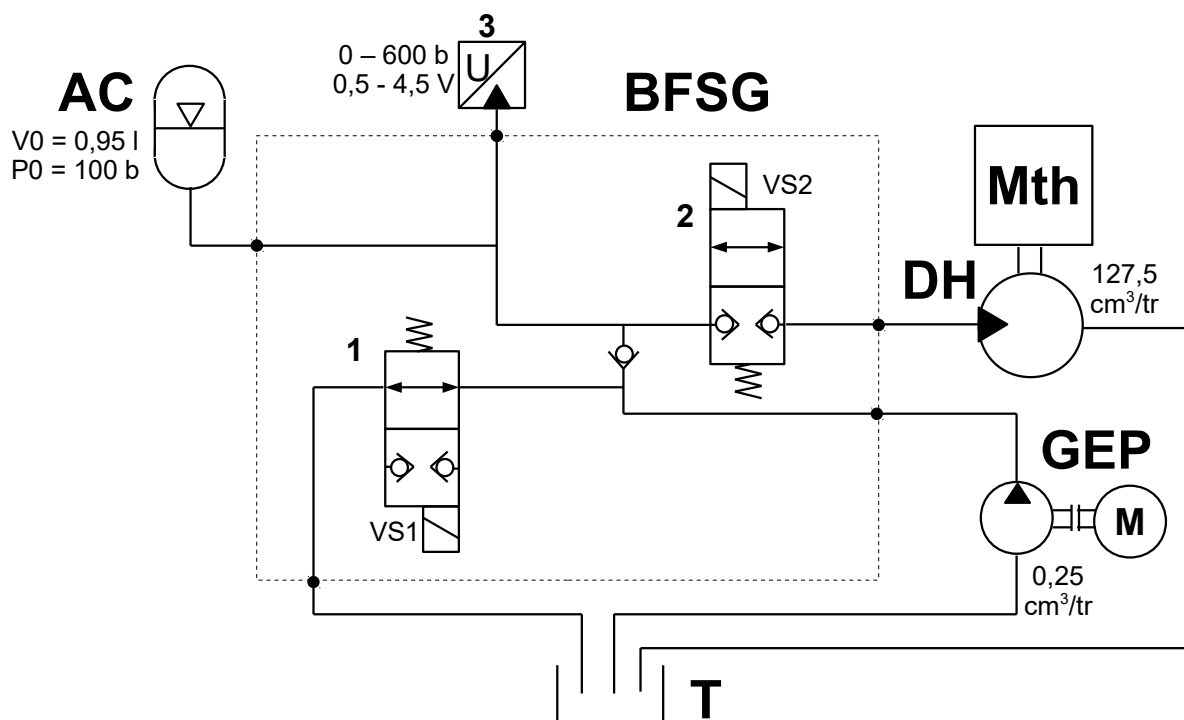 3
0 – 600 b
0,5 - 4,5 V
U
AC
V0 = 0,95 l
P0 = 100 b
BFSG
VS2
2
Mth
DH
127,5
cm³/tr
1
VS1
GEP
M
0,25
cm³/tr
T